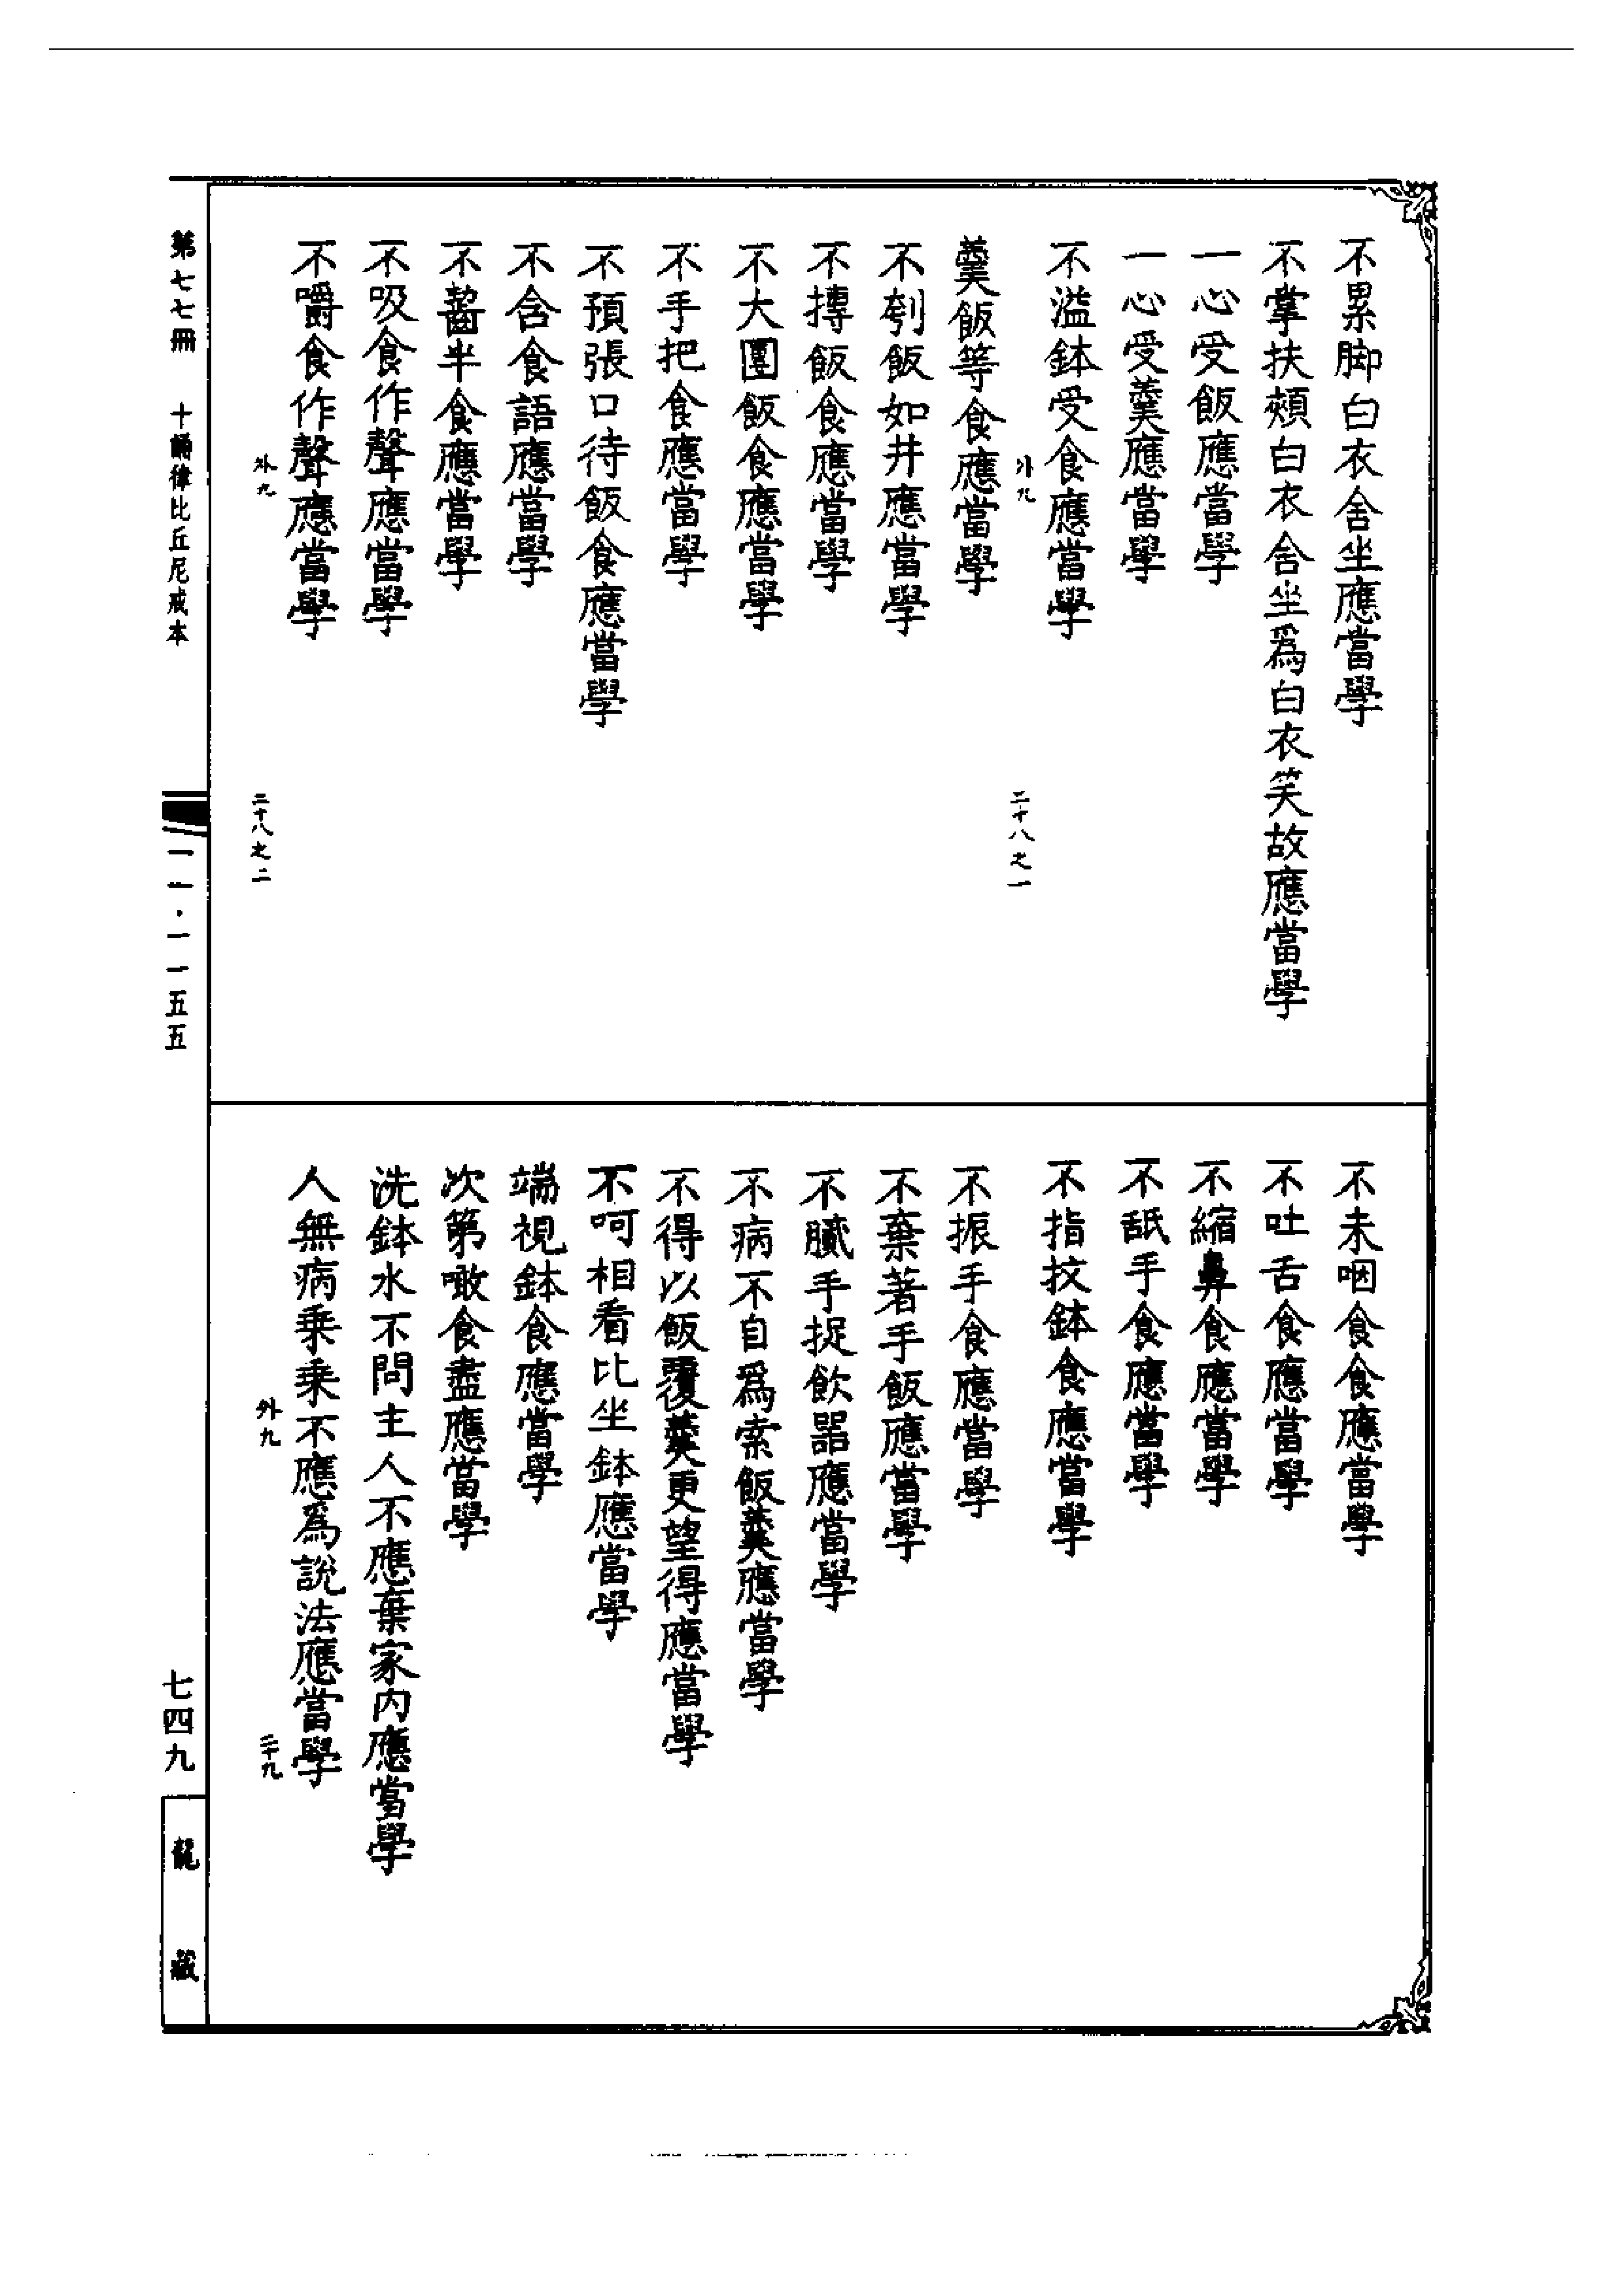 不累脚白衣舍坐應當學
不掌扶頰白衣舍坐爲白衣笑故應當學
一心受飯應當學
一心受羹應當學
不溢鉢受食應當學
外九 二十八之一
羹飯等食應當學
不刳飯如井應當學
不摶飯食應當學
不大團飯食應當學
不手把食應當學
不預張口待飯食應當學
不含食語應當學
不齧半食應當學
不吸食作聲應當學
不嚼食作聲應當學
外九 二十八之二
不未咽食食應當學
不吐舌食應當學
不縮鼻食應當學
不舐手食應當學
不指抆鉢食應當學
不振手食應當學
不棄著手飯應當學
不膩手捉飲器應當學
不病不自爲索飯羹應當學
不得以飯覆羹更望得應當學
不呵相看比坐鉢應當學
端視鉢食應當學
次第噉食盡應當學
洗鉢水不問主人不應棄家内應當學
人無病乗乗不應爲說法應當學
外九 二十九
第七七冊 十誦律比丘尼戒本 一一·一一五五 七四九 龍藏